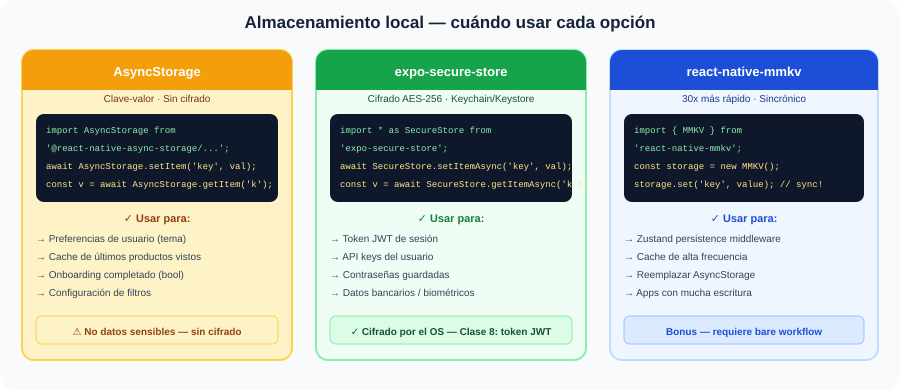 Almacenamiento local — cuándo usar cada opción
AsyncStorage
Clave-valor · Sin cifrado
import AsyncStorage from
'@react-native-async-storage/...';
await AsyncStorage.setItem('key', val);
const v = await AsyncStorage.getItem('k');
✓ Usar para:
→ Preferencias de usuario (tema)
→ Cache de últimos productos vistos
→ Onboarding completado (bool)
→ Configuración de filtros
⚠ No datos sensibles — sin cifrado
expo-secure-store
Cifrado AES-256 · Keychain/Keystore
import * as SecureStore from
'expo-secure-store';
await SecureStore.setItemAsync('key', val);
const v = await SecureStore.getItemAsync('k');
✓ Usar para:
→ Token JWT de sesión
→ API keys del usuario
→ Contraseñas guardadas
→ Datos bancarios / biométricos
✓ Cifrado por el OS — Clase 8: token JWT
react-native-mmkv
30x más rápido · Sincrónico
import { MMKV } from
'react-native-mmkv';
const storage = new MMKV();
storage.set('key', value); // sync!
✓ Usar para:
→ Zustand persistence middleware
→ Cache de alta frecuencia
→ Reemplazar AsyncStorage
→ Apps con mucha escritura
Bonus — requiere bare workflow